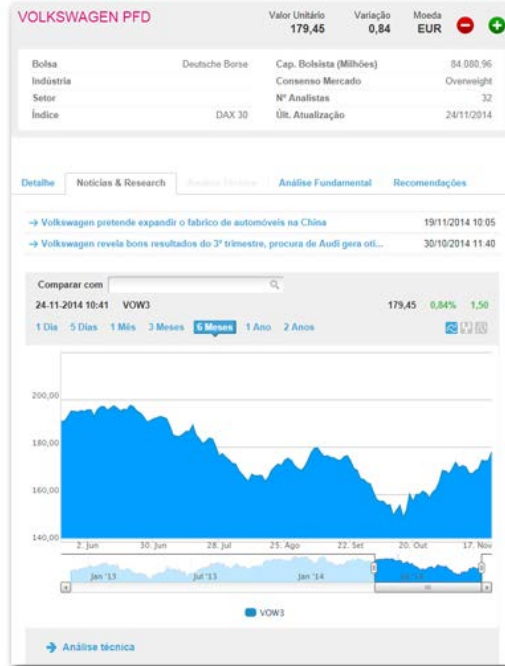 VOLKSWAGEN PFD
Valor Unitário Variação Moeda
179,45 0,84 EUR
Bolsa Deutsche Borse Cap. Bolsista (Milhões) 84.080,96
Indústria Consenso Mercado Overweight
Setor Nº Analistas 32
Índice DAX 30 Últ. Atualização 24/11/2014
Detalhe Notícias & Research Análise Técnica Análise Fundamental Recomendações
→ Volkswagen pretende expandir o fabrico de automóveis na China 19/11/2014 10:05
→ Volkswagen revela bons resultados do 3º trimestre, procura de Audi gera oti... 30/10/2014 11:40
Comparar com
24-11-2014 10:41 VOW3 179,45 0,84% 1,50
1 Dia 5 Dias 1 Mês 3 Meses 6 Meses 1 Ano 2 Anos
200,00
180,00
160,00
140,00
2. Jun 30. Jun 28. Jul 25. Ago 22. Set 20. Out 17. Nov
Jan '13 Jul '13 Jan '14
VOW3
→ Análise técnica